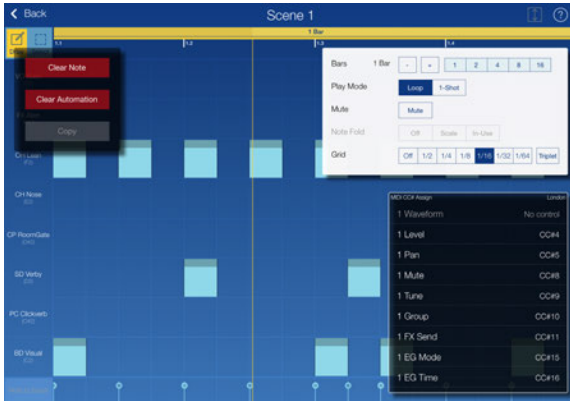 Back
Scene 1
1 Bar
1.1
1.2
1.3
1.4
Clear Note
Clear Automation
Copy
Bars 1 Bar - + 1 2 4 8 16
Play Mode Loop 1-Shot
Mute Mute
Note Fold Off Scale In-Use
Grid Off 1/2 1/4 1/8 1/16 1/32 1/64 Triplet
CH Nose
CP RoomGate
SD Verby
PC Clickverb
BD Visual
MIDI CC# Assign London
1 Waveform No control
1 Level CC#4
1 Pan CC#5
1 Mute CC#8
1 Tune CC#9
1 Group CC#10
1 FX Send CC#11
1 EG Mode CC#15
1 EG Time CC#16